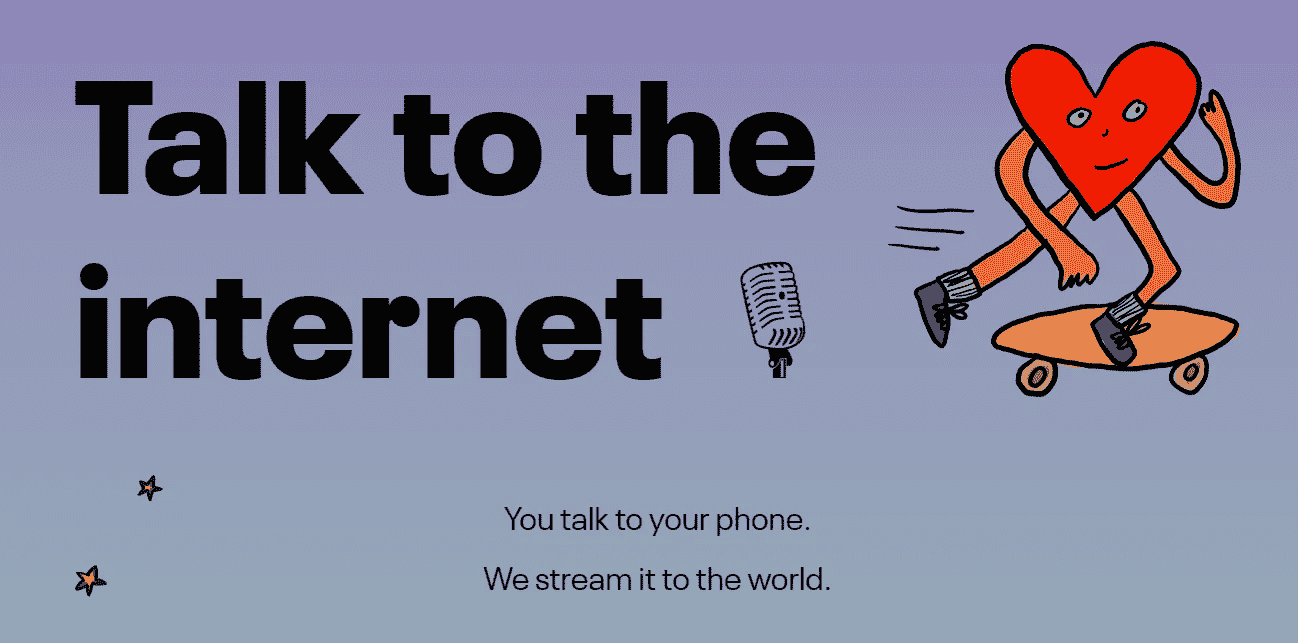 Talk to the
internet
You talk to your phone.
We stream it to the world.